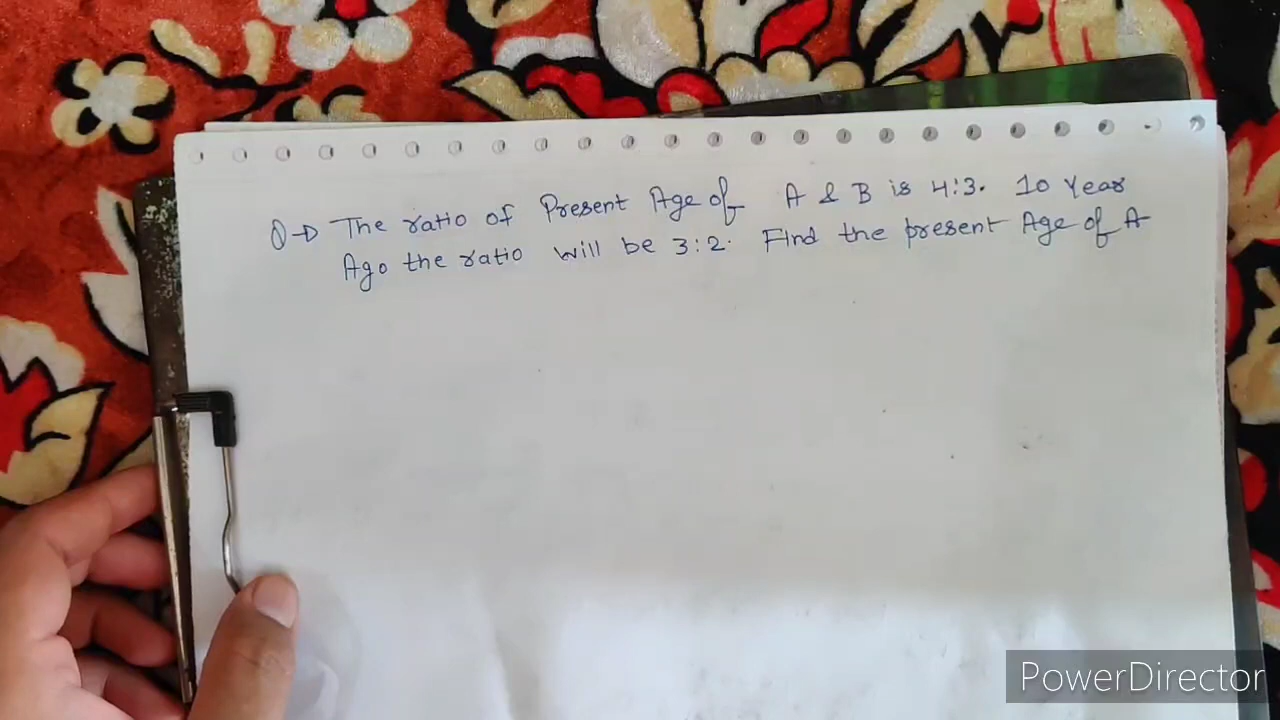 Q→ The ratio of Present Age of A & B is 4:3. 10 Year
Ago the ratio will be 3:2. Find the present Age of A
PowerDirector